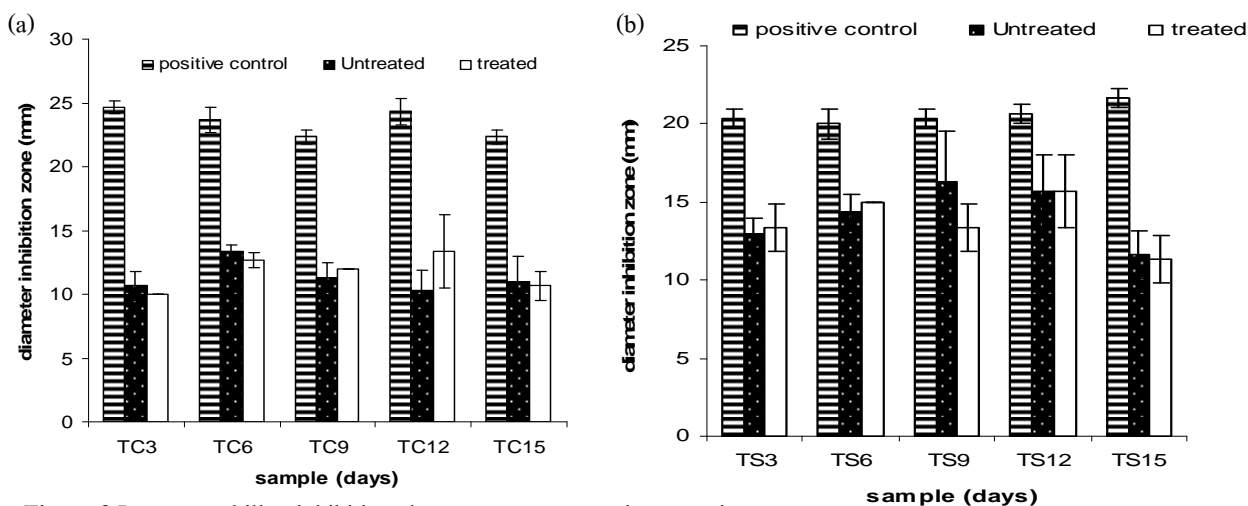 (a)
30
25
20
15
10
5
0
diameter inhibition zone (mm)
positive control Untreated treated
TC3 TC6 TC9 TC12 TC15
sample (days)
(b)
positive control Untreated treated
25
20
15
10
5
0
diameter inhibition zone (mm)
TS3 TS6 TS9 TS12 TS15
sample (days)